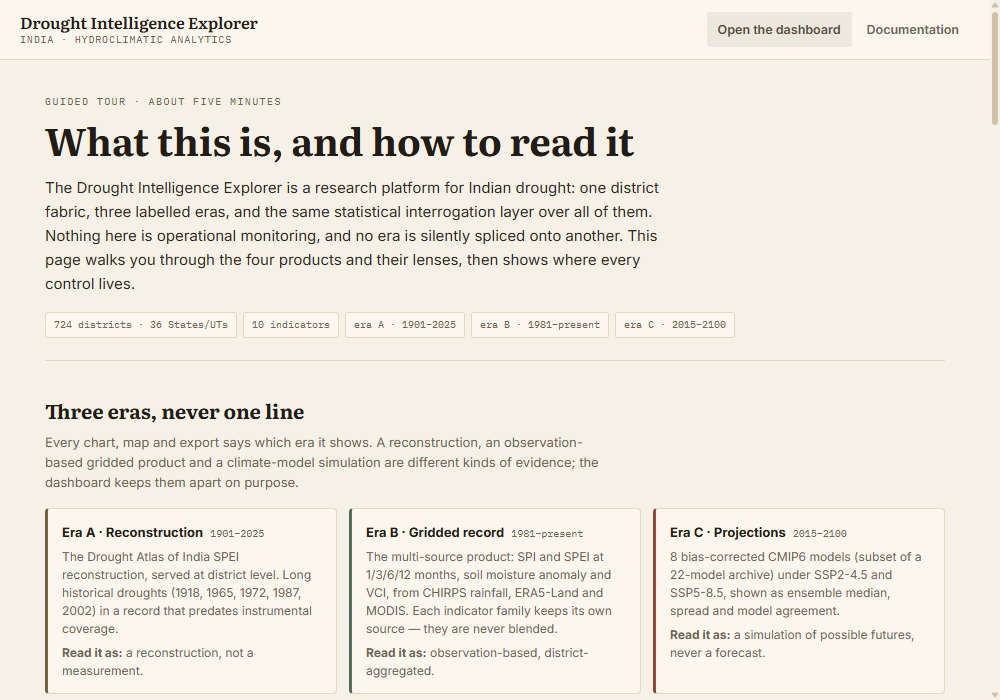 Drought Intelligence Explorer
INDIA · HYDROCLIMATIC ANALYTICS
Open the dashboard
Documentation
GUIDED TOUR · ABOUT FIVE MINUTES
What this is, and how to read it
The Drought Intelligence Explorer is a research platform for Indian drought: one district
fabric, three labelled eras, and the same statistical interrogation layer over all of them.
Nothing here is operational monitoring, and no era is silently spliced onto another. This
page walks you through the four products and their lenses, then shows where every
control lives.
724 districts · 36 States/UTs
10 indicators
era A · 1901–2025
era B · 1981–present
era C · 2015–2100
Three eras, never one line
Every chart, map and export says which era it shows. A reconstruction, an observation-
based gridded product and a climate-model simulation are different kinds of evidence; the
dashboard keeps them apart on purpose.
Era A · Reconstruction 1901–2025
The Drought Atlas of India SPEI
reconstruction, served at district level. Long
historical droughts (1918, 1965, 1972, 1987,
2002) in a record that predates instrumental
coverage.
Read it as: a reconstruction, not a
measurement.
Era B · Gridded record 1981–present
The multi-source product: SPI and SPEI at
1/3/6/12 months, soil moisture anomaly and
VCI, from CHIRPS rainfall, ERA5-Land and
MODIS. Each indicator family keeps its own
source — they are never blended.
Read it as: observation-based, district-
aggregated.
Era C · Projections 2015–2100
8 bias-corrected CMIP6 models (subset of a
22-model archive) under SSP2-4.5 and
SSP5-8.5, shown as ensemble median,
spread and model agreement.
Read it as: a simulation of possible futures,
never a forecast.